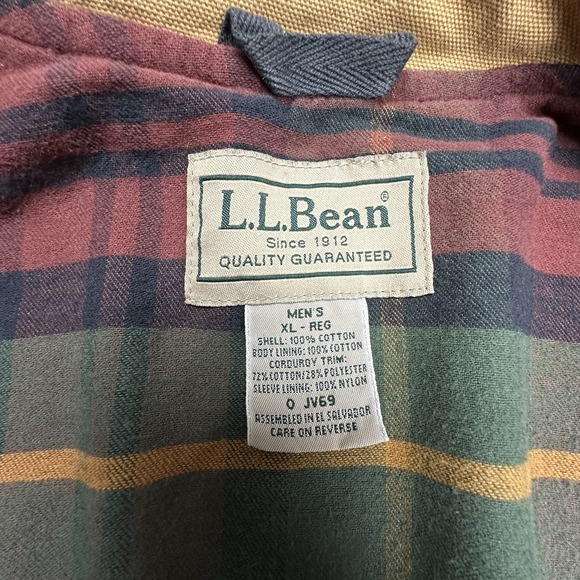 L.L.Bean®
Since 1912
QUALITY GUARANTEED
MEN'S
XL - REG
SHELL: 100% COTTON
BODY LINING: 100% COTTON
CORDUROY TRIM:
72% COTTON/28% POLYESTER
SLEEVE LINING: 100% NYLON
0 JV69
ASSEMBLED IN EL SALVADOR
CARE ON REVERSE